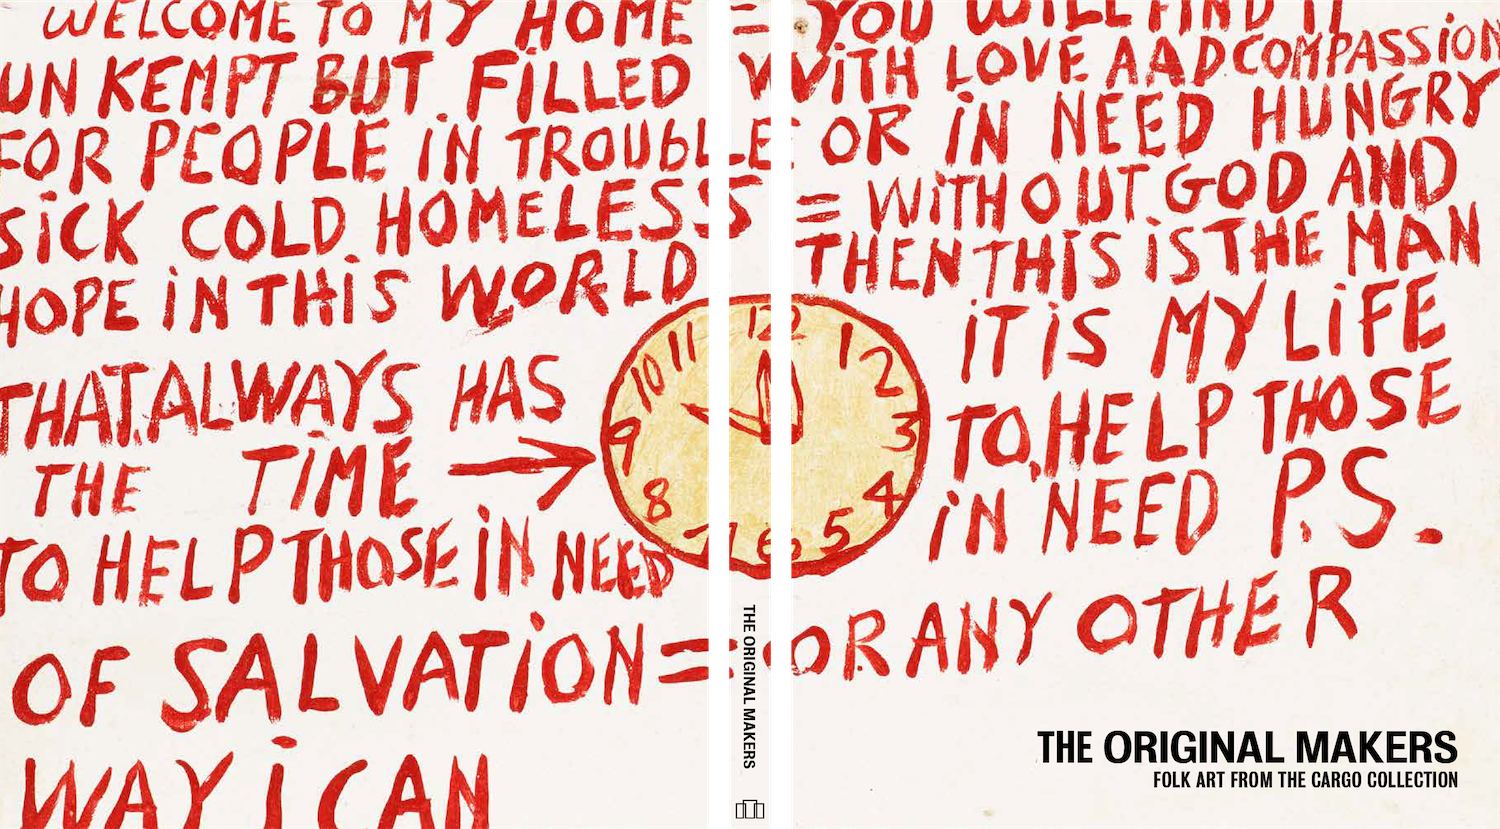 WELCOME TO MY HOME = YOU WILL FIND IT
UN KEMPT BUT FILLED WITH LOVE AAD COMPASSiON
FOR PEOPLE iN TROUbLE OR iN NEED HUNGRY
SiCK COLD HOMELESS = WiTHOUT GOD AND
HOPE iN THiS WORLD THEN THiS iS THE MAN
THAT.ALWAYS HAS iT iS MY LiFE
THE TiME → TO,HELP THOSE
TO HELP THOSE iN NEED iN NEED P.S.
OF SALVATiON = OR ANY OTHER
WAY i CAN
12
1
2
3
4
5
6
7
8
9
10
11
THE ORIGINAL MAKERS
THE ORIGINAL MAKERS
FOLK ART FROM THE CARGO COLLECTION